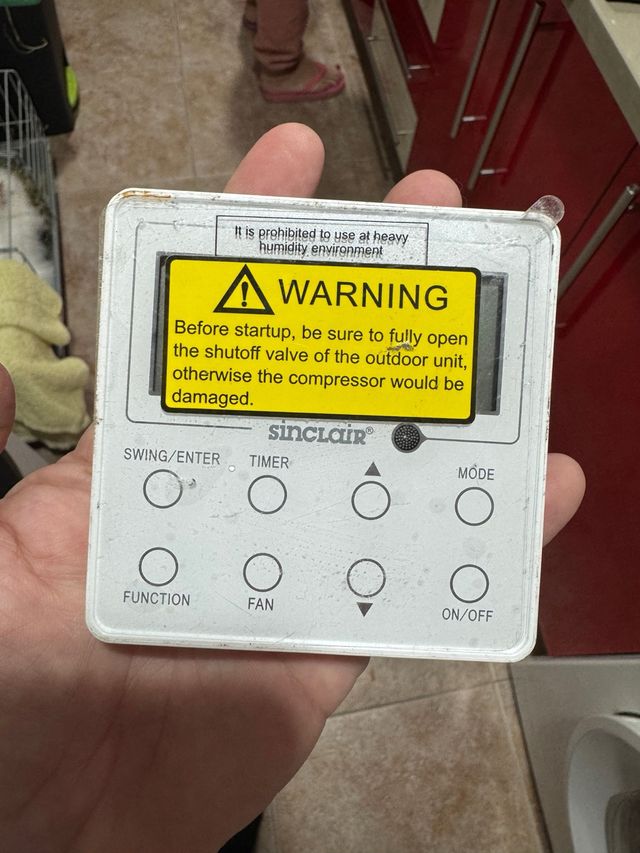 It is prohibited to use at heavy
humidity environment
WARNING
Before startup, be sure to fully open
the shutoff valve of the outdoor unit,
otherwise the compressor would be
damaged.
SINCLAIR®
SWING/ENTER TIMER ▲ MODE
FUNCTION FAN ▼ ON/OFF